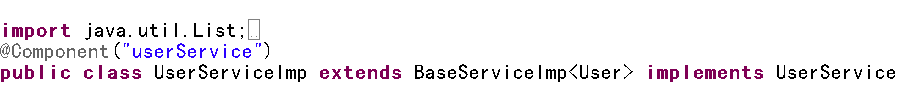 import java.util.List;
@Component("userService")
public class UserServiceImp extends BaseServiceImp<User> implements UserService